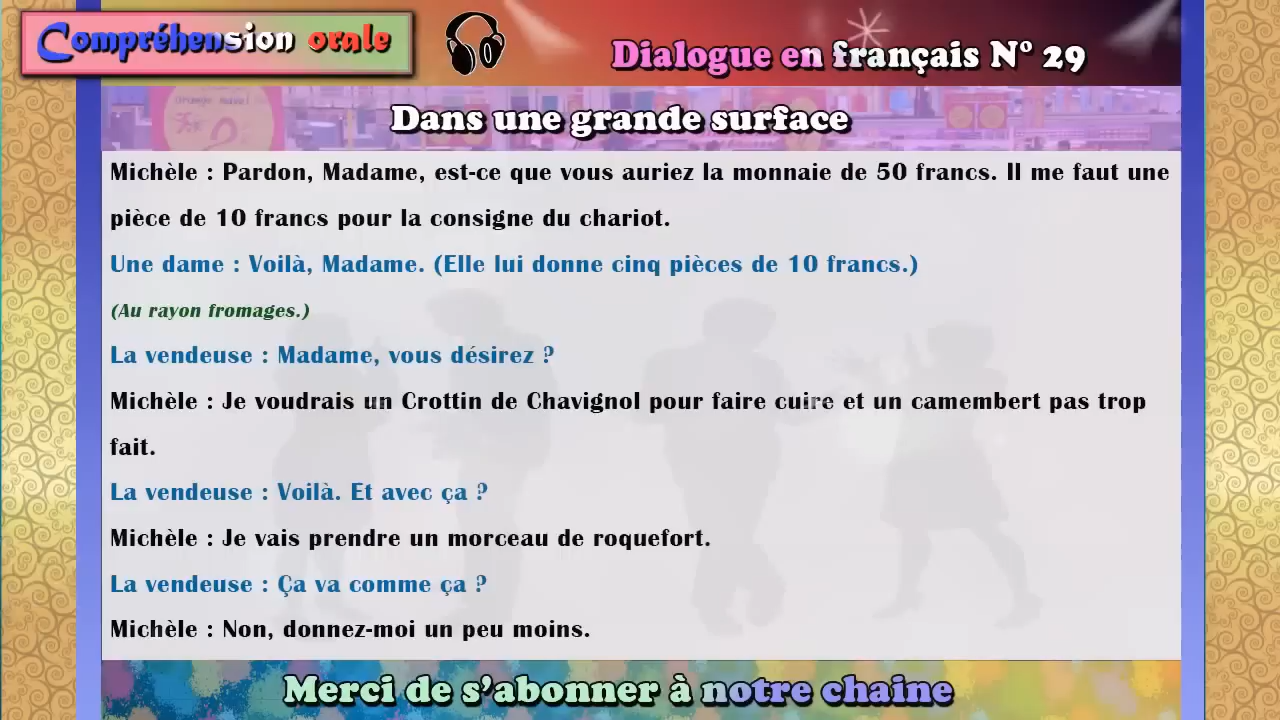 Compréhension orale
Dialogue en français N° 29
Orange navel
Dans une grande surface
Michèle : Pardon, Madame, est-ce que vous auriez la monnaie de 50 francs. Il me faut une
pièce de 10 francs pour la consigne du chariot.
Une dame : Voilà, Madame. (Elle lui donne cinq pièces de 10 francs.)
(Au rayon fromages.)
La vendeuse : Madame, vous désirez ?
Michèle : Je voudrais un Crottin de Chavignol pour faire cuire et un camembert pas trop
fait.
La vendeuse : Voilà. Et avec ça ?
Michèle : Je vais prendre un morceau de roquefort.
La vendeuse : Ça va comme ça ?
Michèle : Non, donnez-moi un peu moins.
Merci de s'abonner à notre chaine